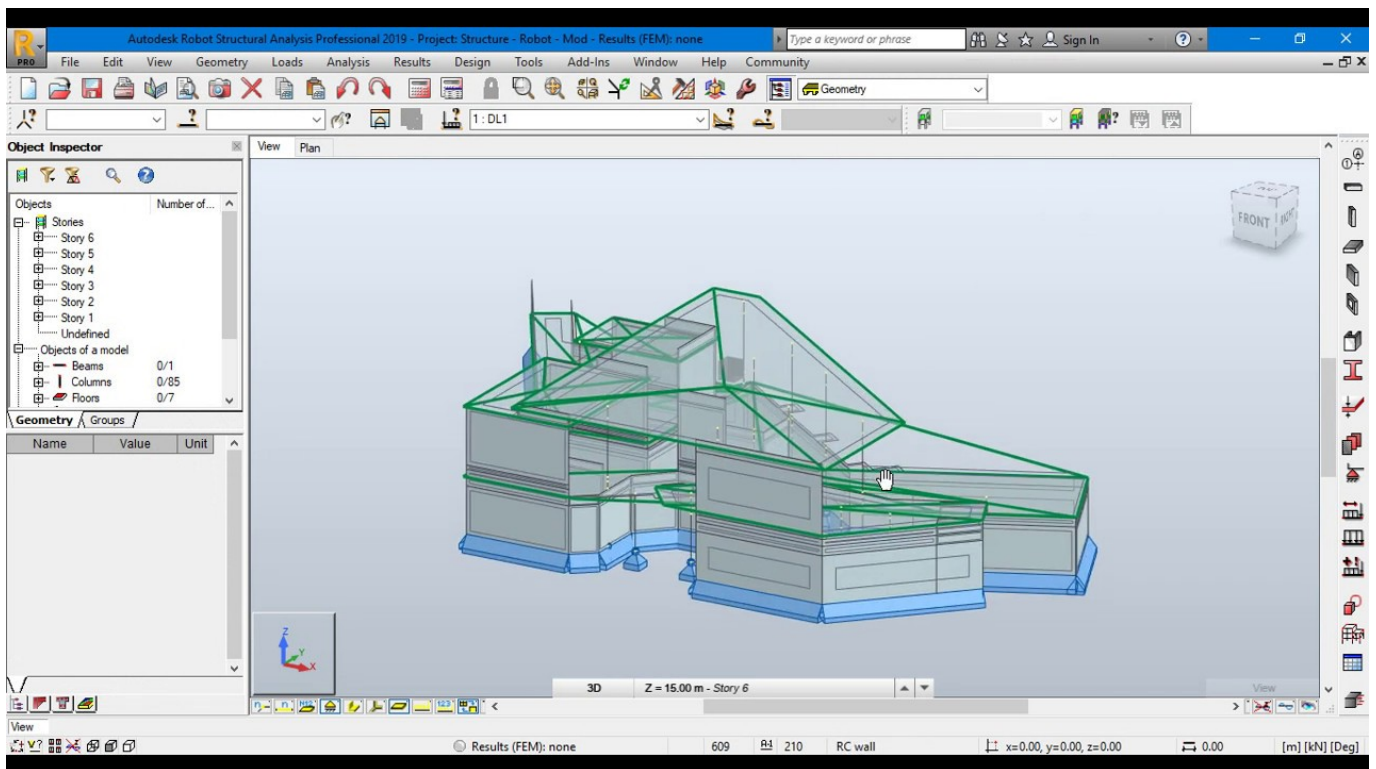 Autodesk Robot Structural Analysis Professional 2019 - Project: Structure - Robot - Mod - Results (FEM): none
Type a keyword or phrase
Sign In
PRO File Edit View Geometry Loads Analysis Results Design Tools Add-Ins Window Help Community
Geometry
1 : DL1
Object Inspector
View Plan
Objects Number of...
Stories
Story 6
Story 5
Story 4
Story 3
Story 2
Story 1
Undefined
Objects of a model
Beams 0/1
Columns 0/85
Floors 0/7
Geometry Groups
Name Value Unit
FRONT RIGHT
Z
Y
X
3D Z = 15.00 m - Story 6
View
View
Results (FEM): none 609 210 RC wall x=0.00, y=0.00, z=0.00 0.00 [m] [kN] [Deg]